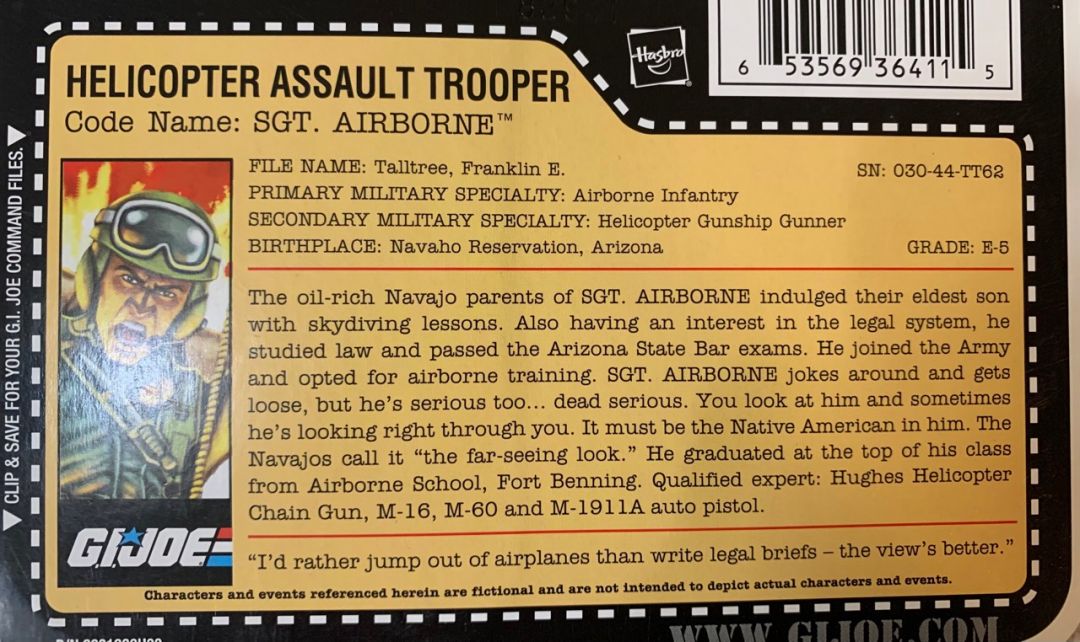 Hasbro
6 53569 36411 5
HELICOPTER ASSAULT TROOPER
Code Name: SGT. AIRBORNE™
▼ CLIP & SAVE FOR YOUR G.I. JOE COMMAND FILES. ▼
FILE NAME: Talltree, Franklin E.
SN: 030-44-TT62
PRIMARY MILITARY SPECIALTY: Airborne Infantry
SECONDARY MILITARY SPECIALTY: Helicopter Gunship Gunner
BIRTHPLACE: Navaho Reservation, Arizona
GRADE: E-5
The oil-rich Navajo parents of SGT. AIRBORNE indulged their eldest son
with skydiving lessons. Also having an interest in the legal system, he
studied law and passed the Arizona State Bar exams. He joined the Army
and opted for airborne training. SGT. AIRBORNE jokes around and gets
loose, but he's serious too... dead serious. You look at him and sometimes
he's looking right through you. It must be the Native American in him. The
Navajos call it “the far-seeing look.” He graduated at the top of his class
from Airborne School, Fort Benning. Qualified expert: Hughes Helicopter
Chain Gun, M-16, M-60 and M-1911A auto pistol.
G.I. JOE
“I'd rather jump out of airplanes than write legal briefs – the view's better.”
Characters and events referenced herein are fictional and are not intended to depict actual characters and events.
WWW.GIJOE.COM